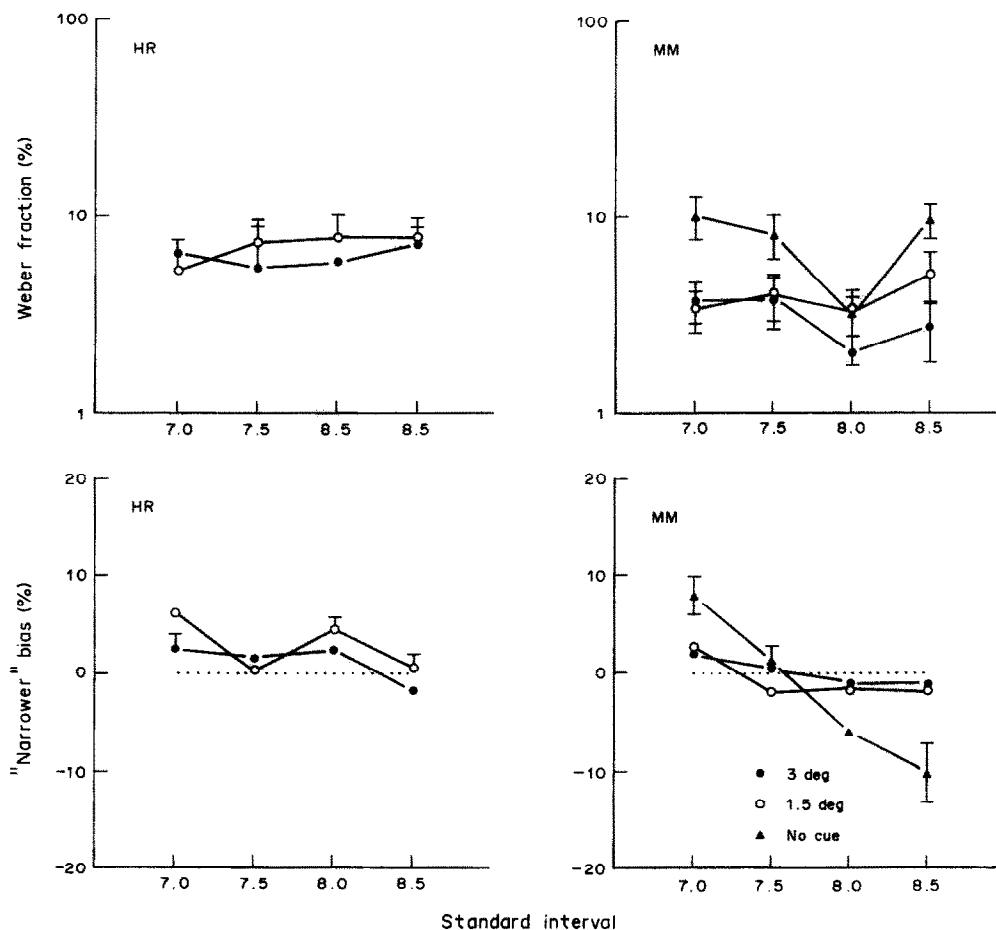 100
HR
10
1
7.0 7.5 8.5 8.5
Weber fraction (%)
100
MM
10
1
7.0 7.5 8.0 8.5
20
HR
10
0
-10
-20
7.0 7.5 8.0 8.5
"Narrower" bias (%)
20
MM
10
0
-10
-20
3 deg
1.5 deg
No cue
7.0 7.5 8.0 8.5
Standard interval